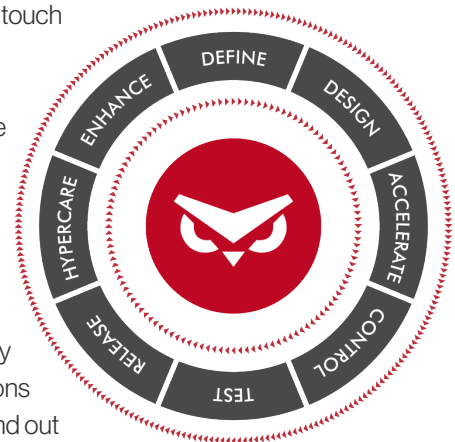 touch
e
y
ons
nd out
DEFINE
DESIGN
ACCELERATE
CONTROL
TEST
RELEASE
HYPERCARE
ENHANCE